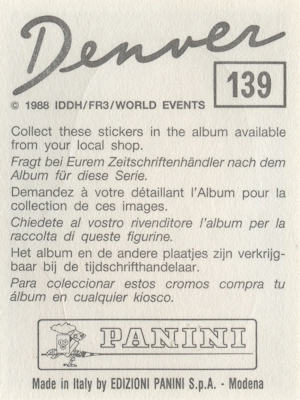 Denver
139
© 1988 IDDH/FR3/WORLD EVENTS
Collect these stickers in the album available
from your local shop.
Fragt bei Eurem Zeitschriftenhändler nach dem
Album für diese Serie.
Demandez à votre détaillant l'Album pour la
collection de ces images.
Chiedete al vostro rivenditore l'album per la
raccolta di queste figurine.
Het album en de andere plaatjes zijn verkrijg-
baar bij de tijdschrifthandelaar.
Para coleccionar estos cromos compra tu
álbum en cualquier kiosco.
PANINI
Made in Italy by EDIZIONI PANINI S.p.A. - Modena